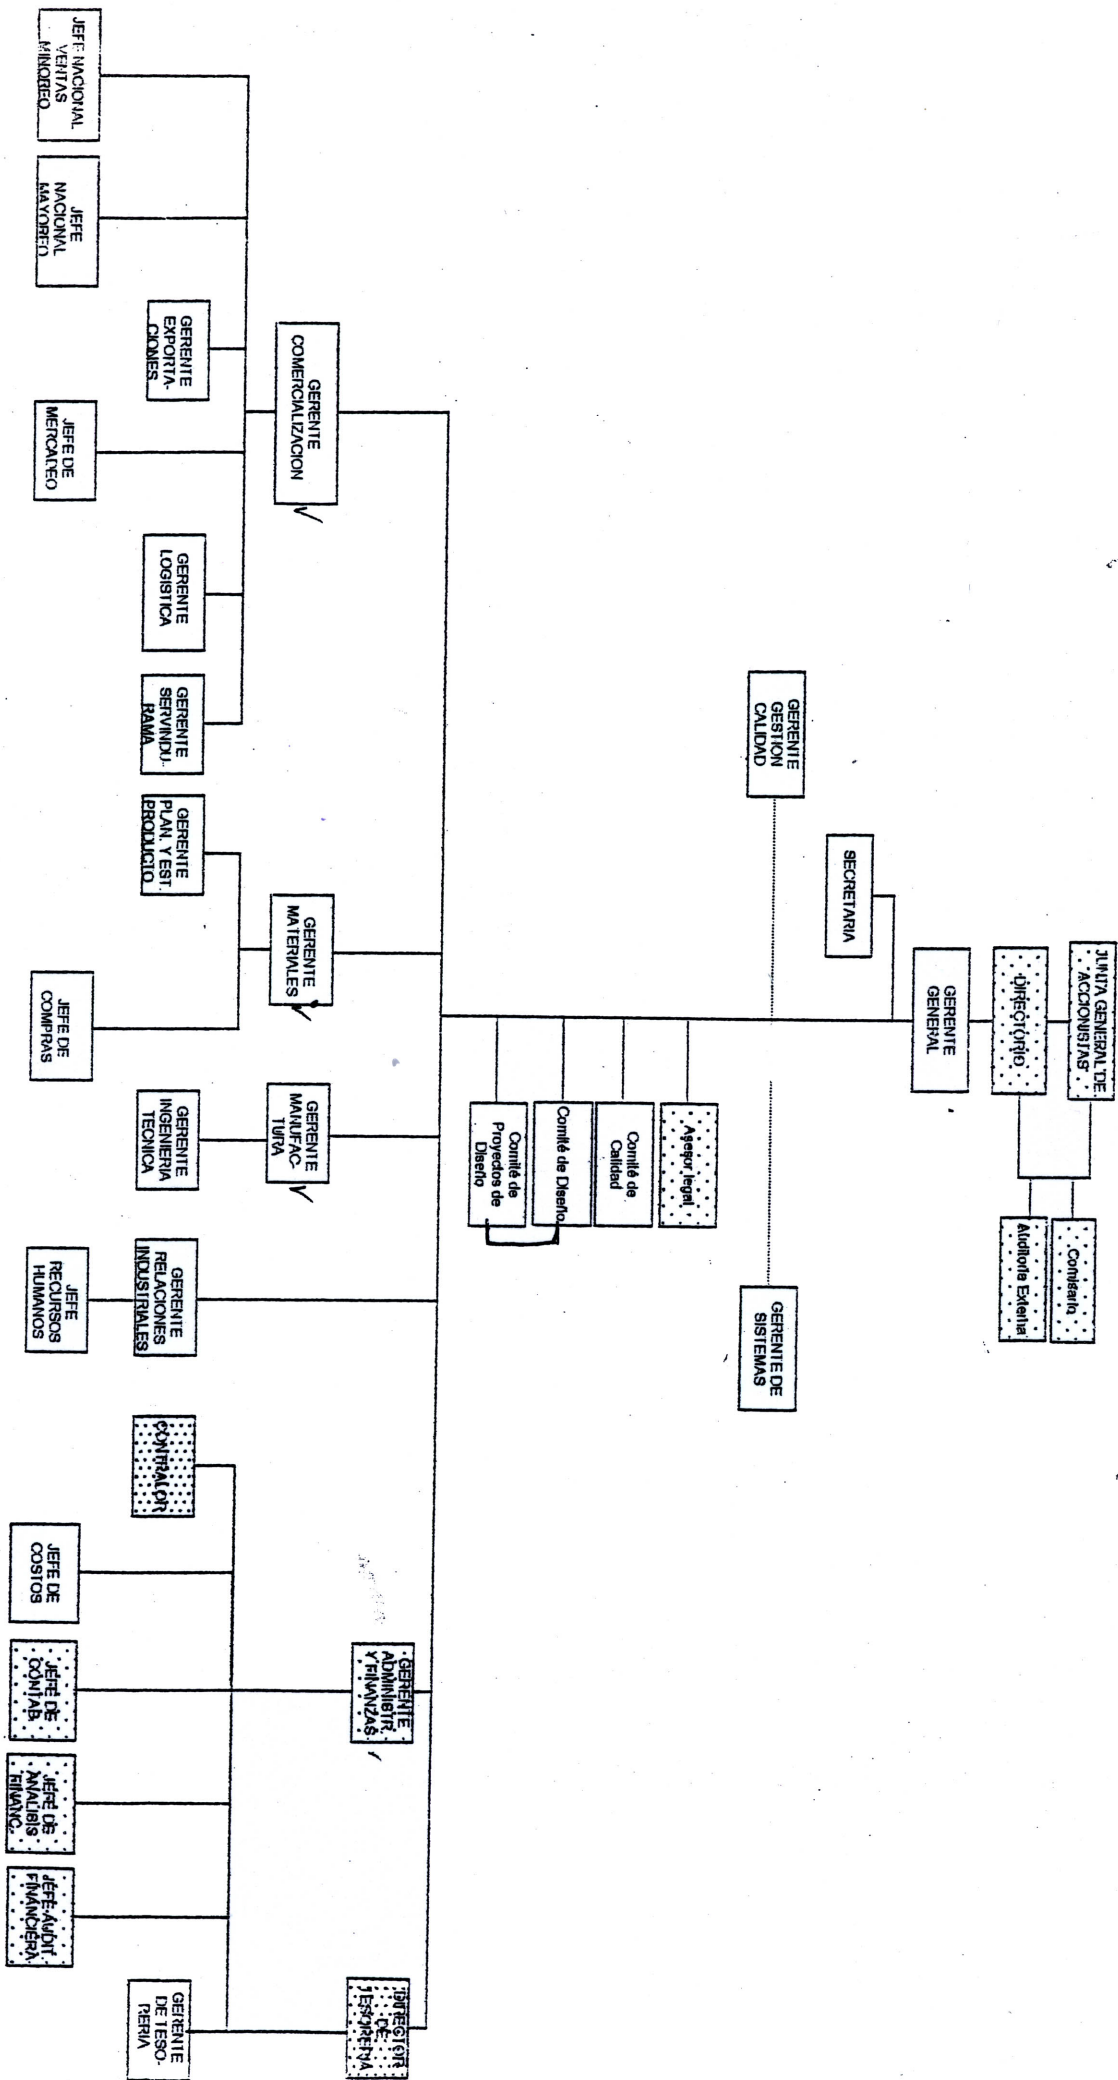 JUNTA GENERAL DE
ACCIONISTAS
DIRECTORIO
Comisario
Auditoria Externa
GERENTE
GENERAL
SECRETARIA
GERENTE
GESTION
CALIDAD
GERENTE DE
SISTEMAS
Asesor legal
Comité de
Calidad
Comité de Diseño
Comité de
Proyectos de
Diseño
GERENTE
COMERCIALIZACION
GERENTE
MATERIALES
GERENTE
MANUFAC-
TURA
GERENTE
RELACIONES
INDUSTRIALES
GERENTE
ADMINISTR.
Y FINANZAS
DIRECTOR
DE
TESORERIA
JEFE NACIONAL
VENTAS
MINOREO
JEFE
NACIONAL
MAYOREO
GERENTE
EXPORTA-
CIONES
JEFE DE
MERCADEO
GERENTE
LOGISTICA
GERENTE
SERVINDU-
RAMA
GERENTE
PLAN. Y EST.
PRODUCTO
JEFE DE
COMPRAS
GERENTE
INGENIERIA
TECNICA
JEFE
RECURSOS
HUMANOS
CONTRALOR
JEFE DE
COSTOS
JEFE DE
CONTAB.
JEFE DE
ANALISIS
FINANC.
JEFE AUDIT.
FINANCIERA
GERENTE
DE TESO-
RERIA